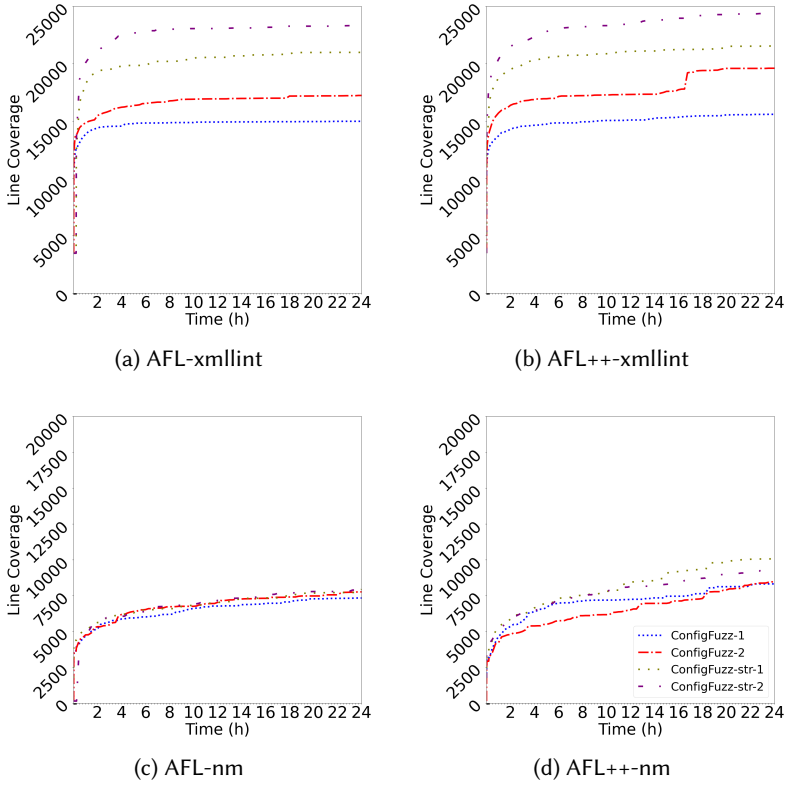 25000
20000
15000
10000
5000
0
Line Coverage
2 4 6 8 10 12 14 16 18 20 22 24
Time (h)
(a) AFL-xmllint
25000
20000
15000
10000
5000
0
Line Coverage
2 4 6 8 10 12 14 16 18 20 22 24
Time (h)
(b) AFL++-xmllint
20000
17500
15000
12500
10000
7500
5000
2500
0
Line Coverage
2 4 6 8 10 12 14 16 18 20 22 24
Time (h)
(c) AFL-nm
20000
17500
15000
12500
10000
7500
5000
2500
0
Line Coverage
ConfigFuzz-1
ConfigFuzz-2
ConfigFuzz-str-1
ConfigFuzz-str-2
2 4 6 8 10 12 14 16 18 20 22 24
Time (h)
(d) AFL++-nm